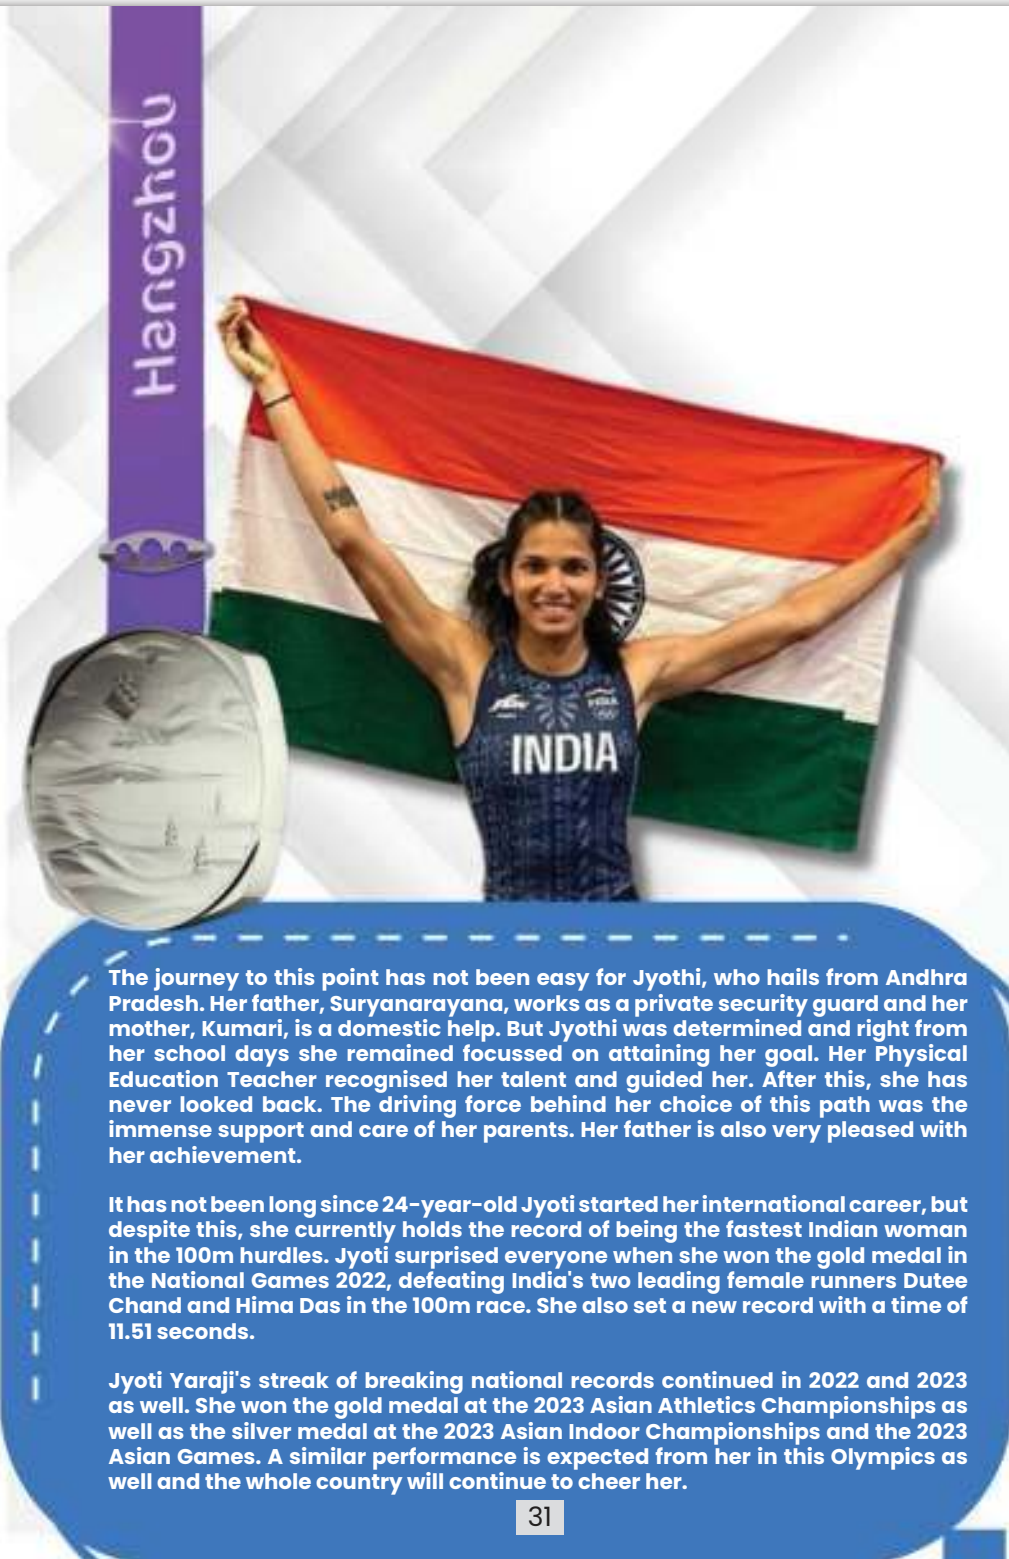 Hangzhou
INDIA
INDIA
The journey to this point has not been easy for Jyothi, who hails from Andhra
Pradesh. Her father, Suryanarayana, works as a private security guard and her
mother, Kumari, is a domestic help. But Jyothi was determined and right from
her school days she remained focussed on attaining her goal. Her Physical
Education Teacher recognised her talent and guided her. After this, she has
never looked back. The driving force behind her choice of this path was the
immense support and care of her parents. Her father is also very pleased with
her achievement.
It has not been long since 24-year-old Jyoti started her international career, but
despite this, she currently holds the record of being the fastest Indian woman
in the 100m hurdles. Jyoti surprised everyone when she won the gold medal in
the National Games 2022, defeating India's two leading female runners Dutee
Chand and Hima Das in the 100m race. She also set a new record with a time of
11.51 seconds.
Jyoti Yaraji's streak of breaking national records continued in 2022 and 2023
as well. She won the gold medal at the 2023 Asian Athletics Championships as
well as the silver medal at the 2023 Asian Indoor Championships and the 2023
Asian Games. A similar performance is expected from her in this Olympics as
well and the whole country will continue to cheer her.
31